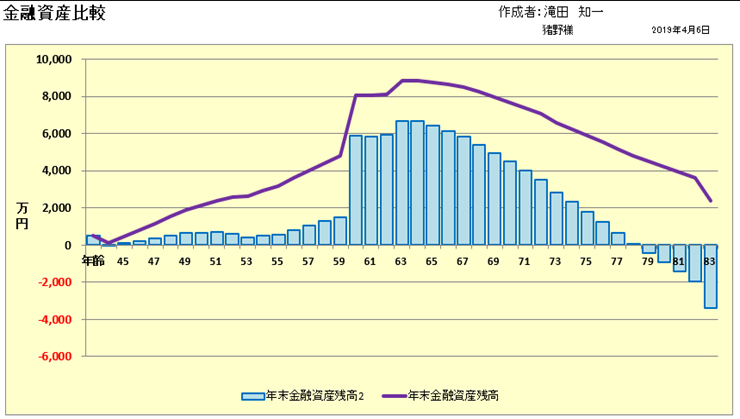 金融資産比較
作成者：滝田　知一
猪野様
2019年4月6日
10,000
8,000
6,000
4,000
2,000
0
-2,000
-4,000
-6,000
万円
年齢 45 47 49 51 53 55 57 59 61 63 65 67 69 71 73 75 77 79 81 83
年末金融資産残高2 年末金融資産残高